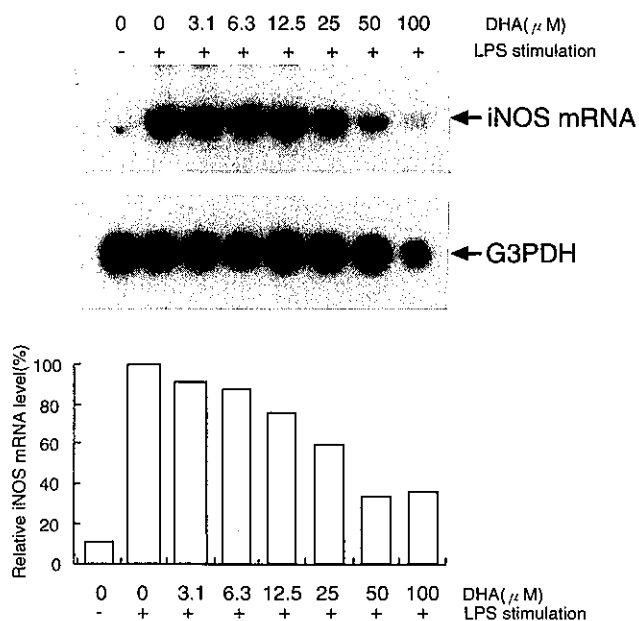 0 0 3.1 6.3 12.5 25 50 100 DHA(μM)
- + + + + + + + LPS stimulation
iNOS mRNA
G3PDH
Relative iNOS mRNA level(%)
100
80
60
40
20
0
0 0 3.1 6.3 12.5 25 50 100 DHA(μM)
- + + + + + + + LPS stimulation